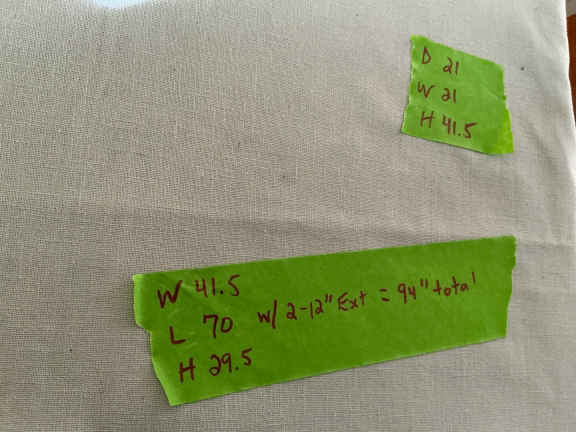 D 21
W 21
H 41.5
W 41.5
L 70 w/ 2-12" Ext = 94" total
H 29.5